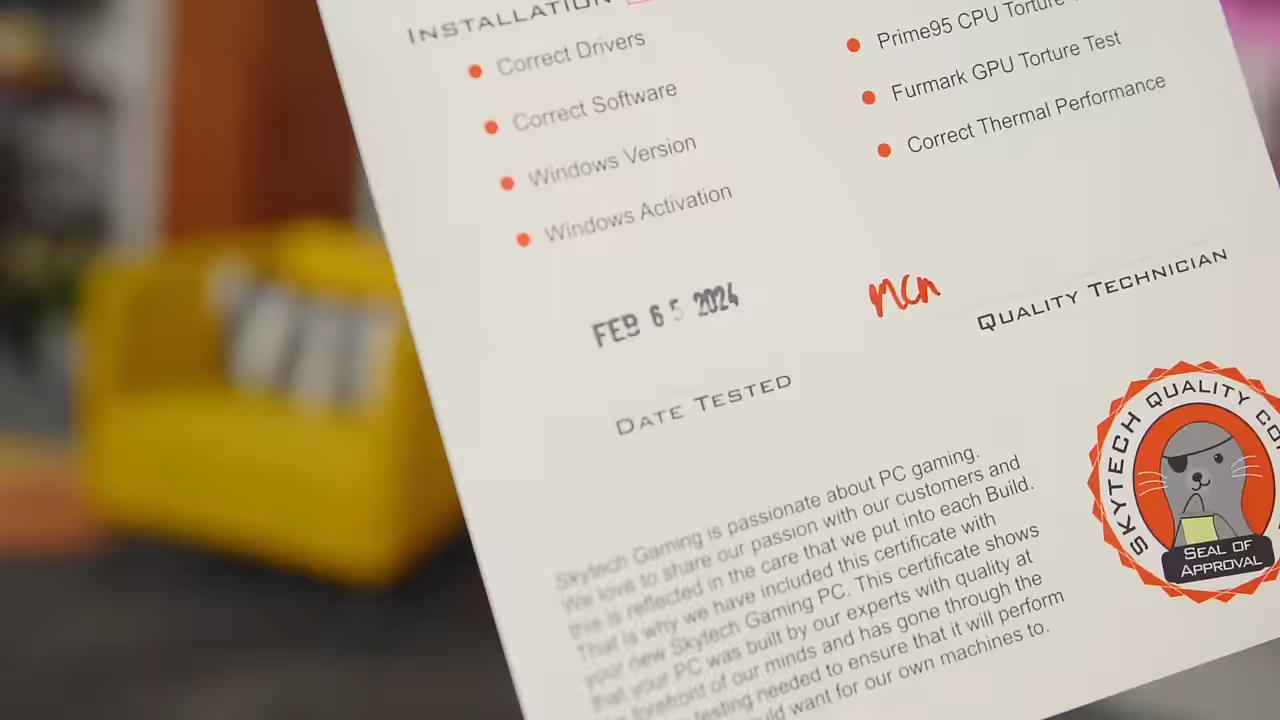 INSTALLATION
Correct Drivers
Correct Software
Windows Version
Windows Activation
Prime95 CPU Torture
Furmark GPU Torture Test
Correct Thermal Performance
FEB 6 5 2024
DATE TESTED
QUALITY TECHNICIAN
Skytech Gaming is passionate about PC gaming.
We love to share our passion with our customers and
this is reflected in the care that we put into each Build.
That is why we have included this certificate with
your new Skytech Gaming PC. This certificate shows
that your PC was built by our experts with quality at
forefront of our minds and has gone through the
testing needed to ensure that it will perform
want for our own machines to.
SKYTECH QUALITY
SEAL OF
APPROVAL